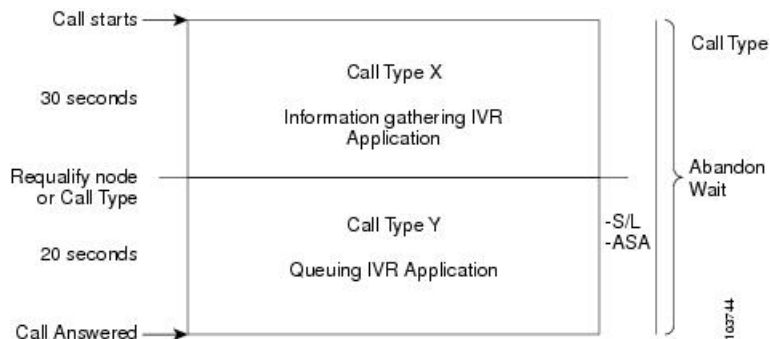 Call starts
30 seconds
Requalify node
or Call Type
20 seconds
Call Answered
Call Type X
Information gathering IVR
Application
Call Type Y
Queuing IVR Application
-S/L
-ASA
Call Type
Abandon
Wait
103744